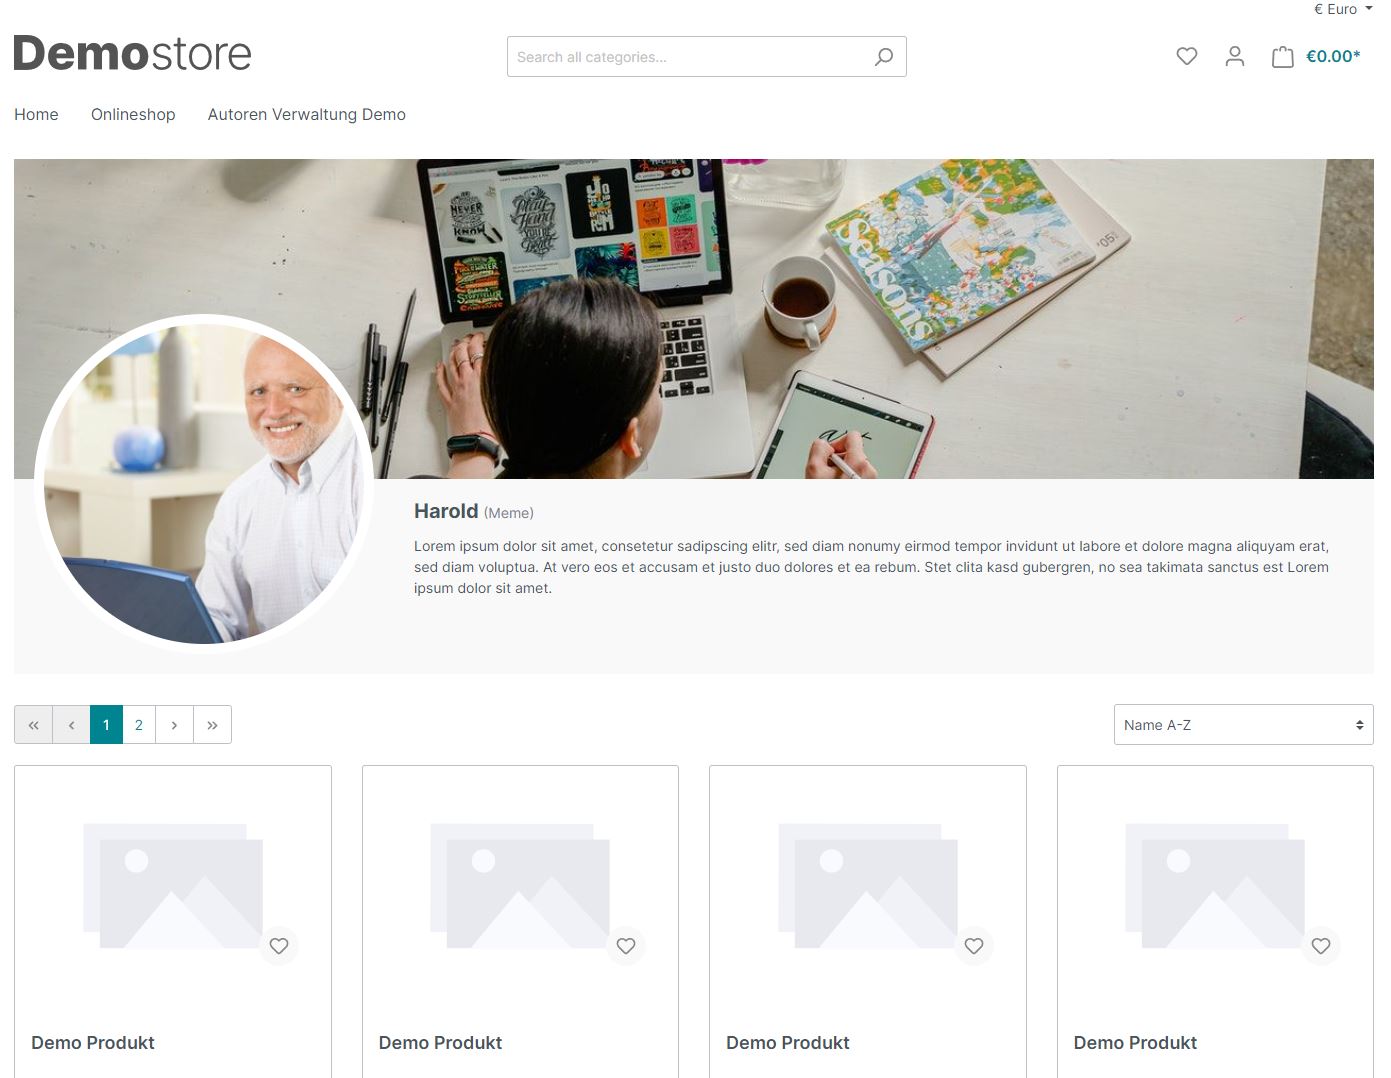 € Euro
Demostore
Search all categories...
€0.00*
Home Onlineshop Autoren Verwaltung Demo
NEVER
KNOW
Seasons
Harold (Meme)
Lorem ipsum dolor sit amet, consetetur sadipscing elitr, sed diam nonumy eirmod tempor invidunt ut labore et dolore magna aliquyam erat,
sed diam voluptua. At vero eos et accusam et justo duo dolores et ea rebum. Stet clita kasd gubergren, no sea takimata sanctus est Lorem
ipsum dolor sit amet.
« ‹ 1 2 › »
Name A-Z
Demo Produkt
Demo Produkt
Demo Produkt
Demo Produkt